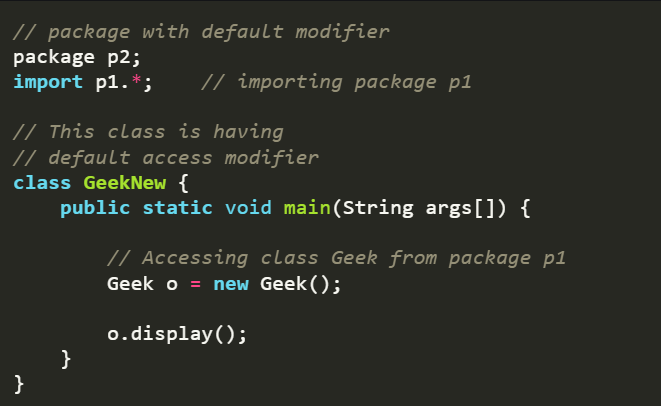 // package with default modifier
package p2;
import p1.*;    // importing package p1
// This class is having
// default access modifier
class GeekNew {
    public static void main(String args[]) {
        // Accessing class Geek from package p1
        Geek o = new Geek();
        o.display();
    }
}